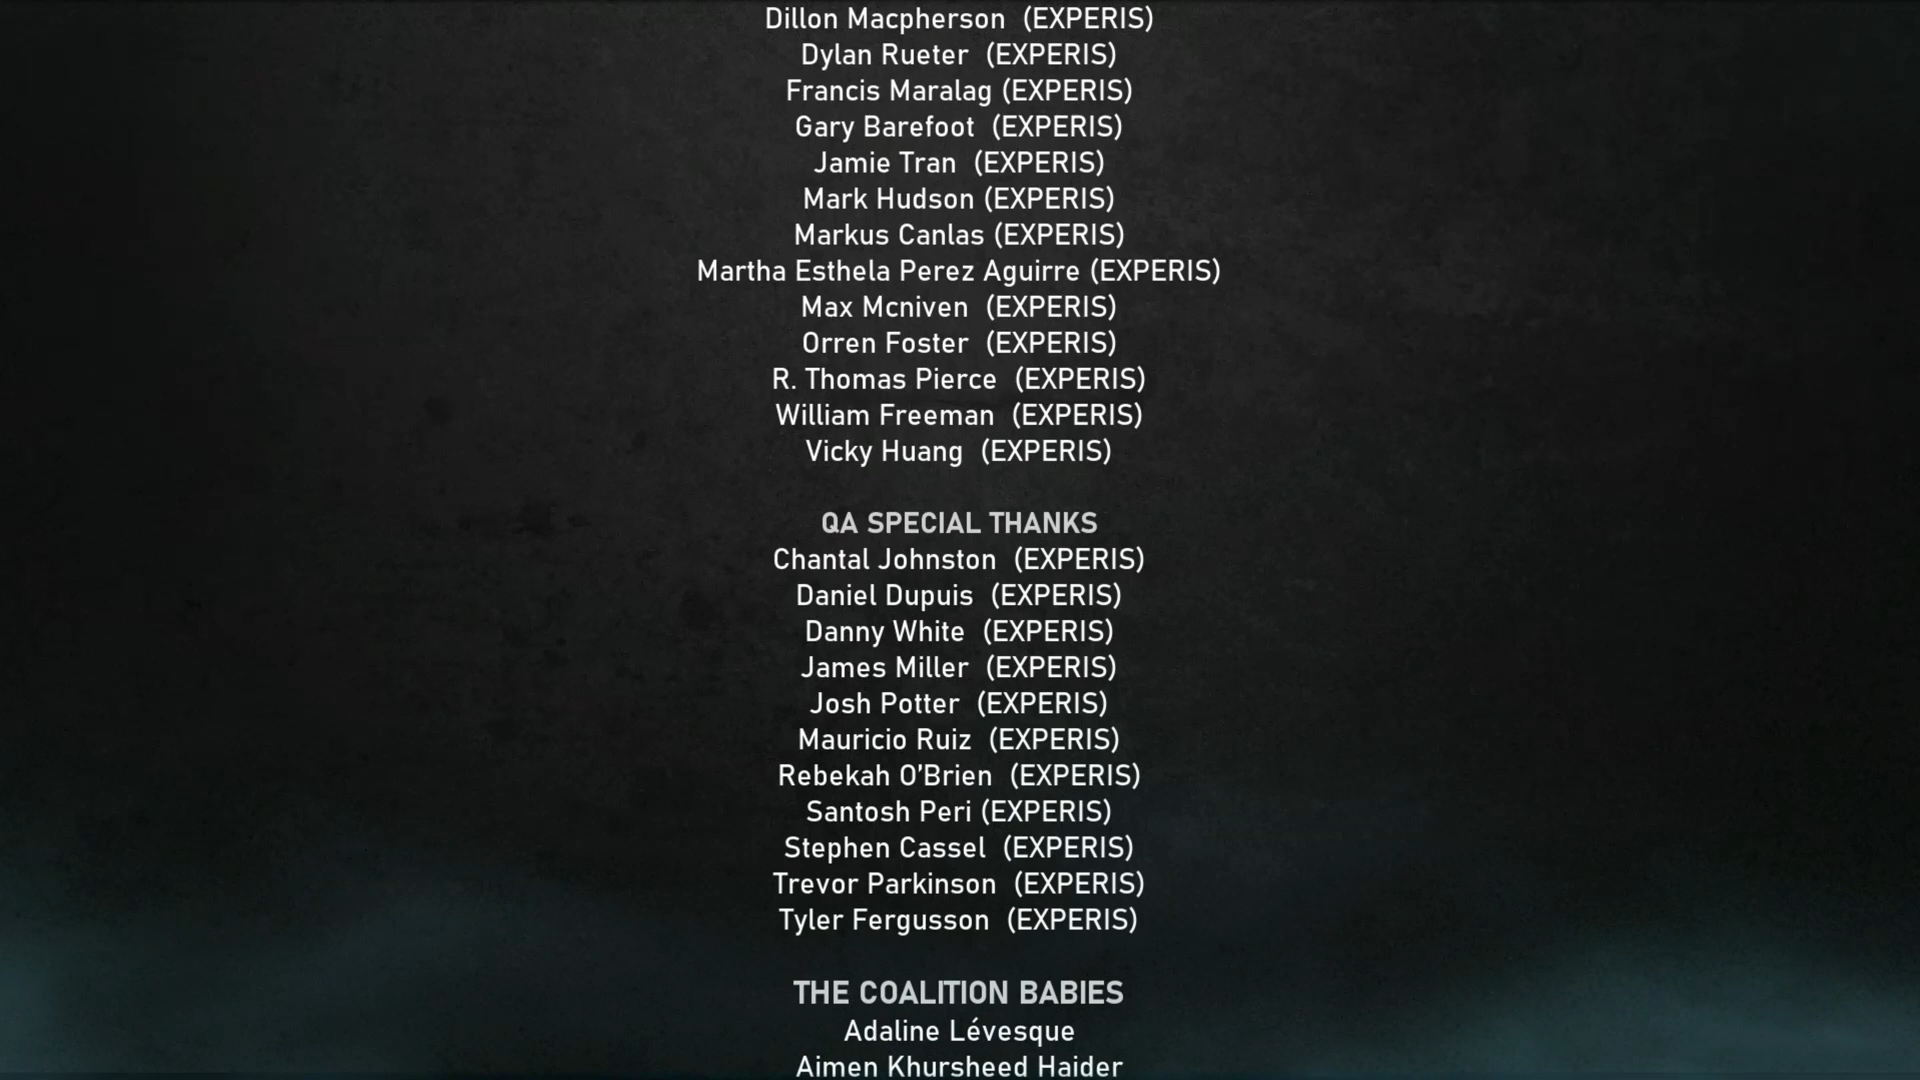 Dillon Macpherson  (EXPERIS)
Dylan Rueter  (EXPERIS)
Francis Maralag (EXPERIS)
Gary Barefoot  (EXPERIS)
Jamie Tran  (EXPERIS)
Mark Hudson (EXPERIS)
Markus Canlas (EXPERIS)
Martha Esthela Perez Aguirre (EXPERIS)
Max Mcniven  (EXPERIS)
Orren Foster  (EXPERIS)
R. Thomas Pierce  (EXPERIS)
William Freeman  (EXPERIS)
Vicky Huang  (EXPERIS)
QA SPECIAL THANKS
Chantal Johnston  (EXPERIS)
Daniel Dupuis  (EXPERIS)
Danny White  (EXPERIS)
James Miller  (EXPERIS)
Josh Potter  (EXPERIS)
Mauricio Ruiz  (EXPERIS)
Rebekah O’Brien  (EXPERIS)
Santosh Peri (EXPERIS)
Stephen Cassel  (EXPERIS)
Trevor Parkinson  (EXPERIS)
Tyler Fergusson  (EXPERIS)
THE COALITION BABIES
Adaline Lévesque
Aimen Khursheed Haider